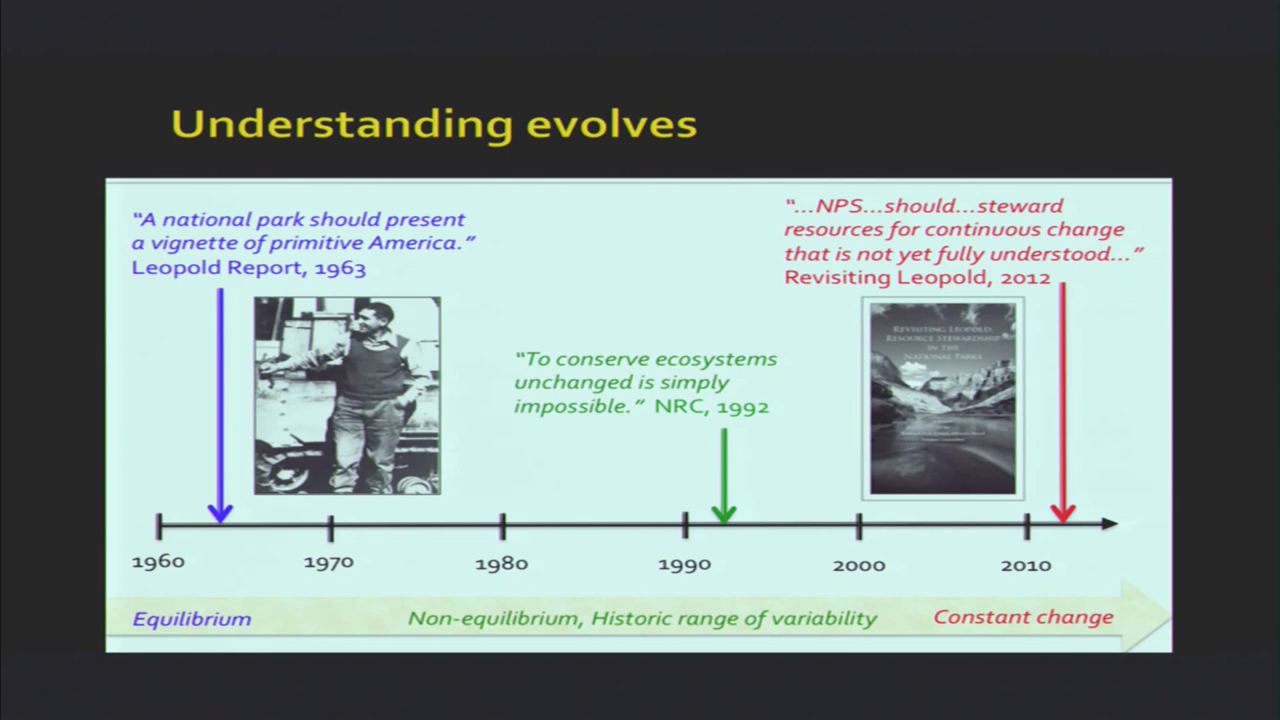 Understanding evolves
“A national park should present
a vignette of primitive America.”
Leopold Report, 1963
“...NPS...should...steward
resources for continuous change
that is not yet fully understood...”
Revisiting Leopold, 2012
REVISITING LEOPOLD:
RESOURCE STEWARDSHIP
IN THE
NATIONAL PARKS
“To conserve ecosystems
unchanged is simply
impossible.” NRC, 1992
1960 1970 1980 1990 2000 2010
Equilibrium Non-equilibrium, Historic range of variability Constant change